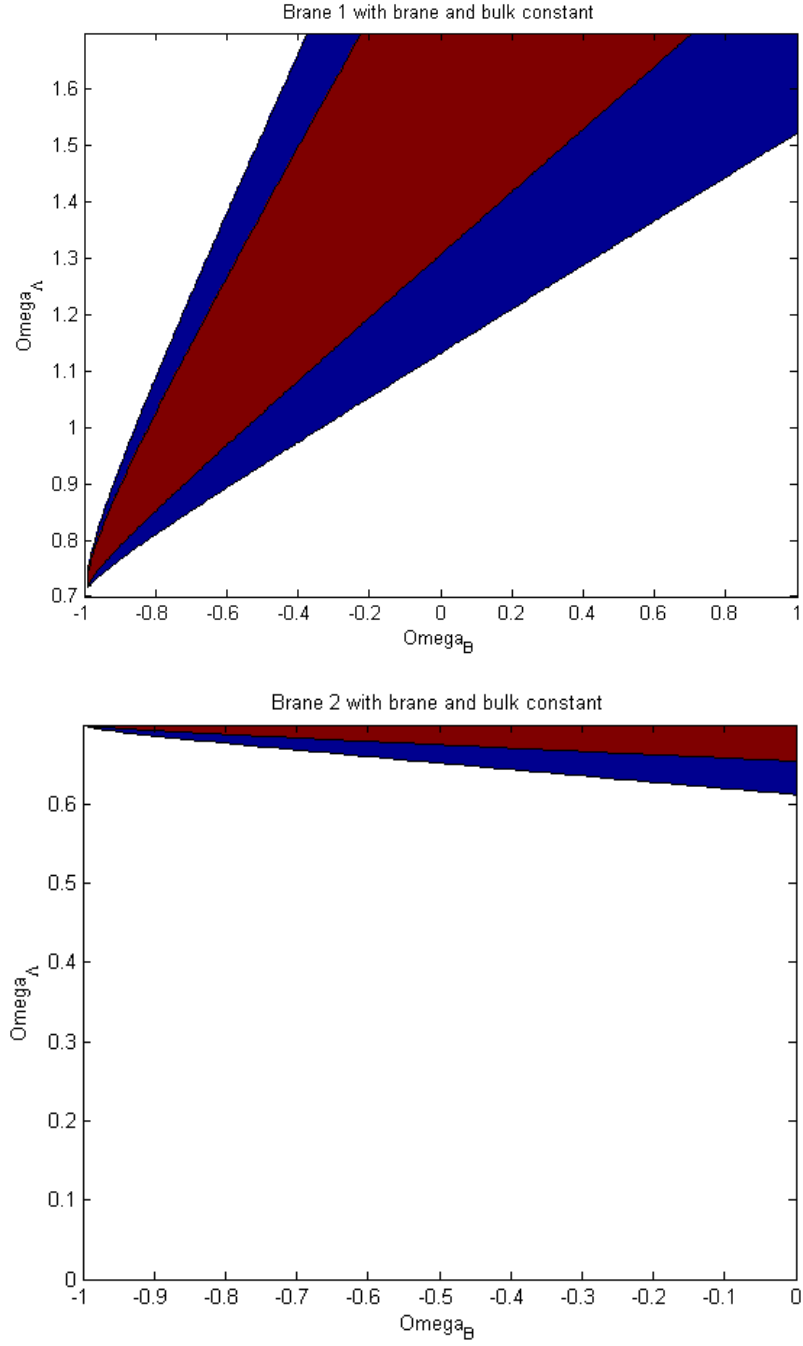 Brane 1 with brane and bulk constant
Omega_Λ
1.6
1.5
1.4
1.3
1.2
1.1
1
0.9
0.8
0.7
-1 -0.8 -0.6 -0.4 -0.2 0 0.2 0.4 0.6 0.8 1
Omega_B
Brane 2 with brane and bulk constant
Omega_Λ
0.6
0.5
0.4
0.3
0.2
0.1
0
-1 -0.9 -0.8 -0.7 -0.6 -0.5 -0.4 -0.3 -0.2 -0.1 0
Omega_B